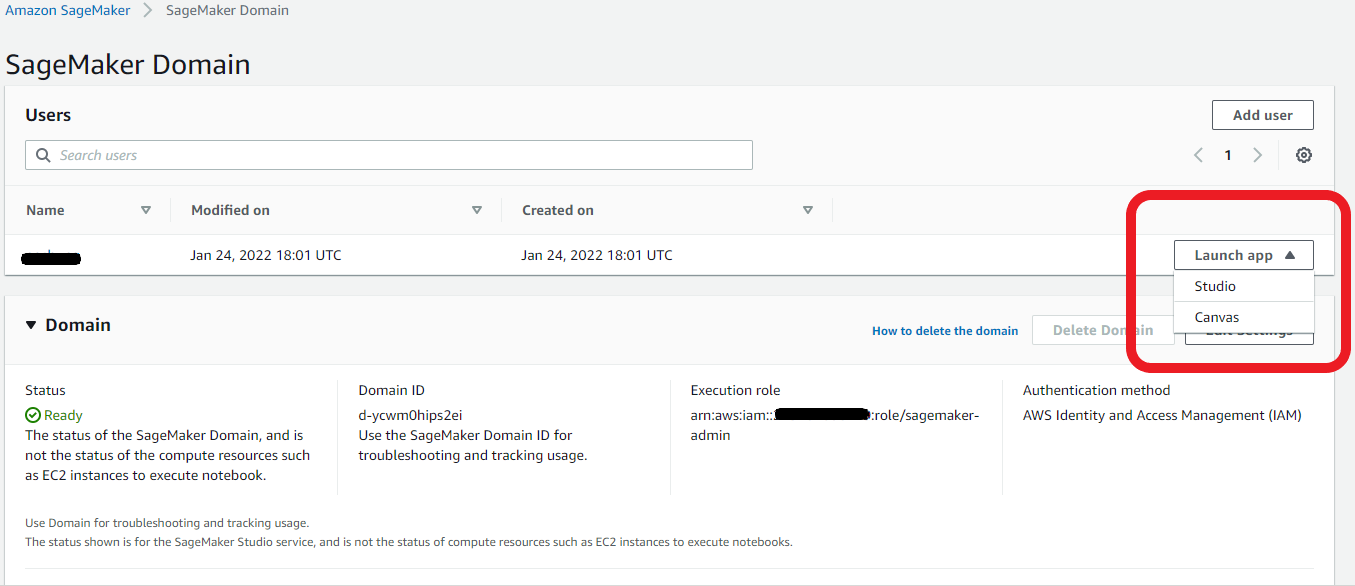 Amazon SageMaker > SageMaker Domain
SageMaker Domain
Users
Add user
Search users
1
Name
Modified on
Created on
Jan 24, 2022 18:01 UTC
Jan 24, 2022 18:01 UTC
Launch app
Studio
Canvas
Domain
How to delete the domain
Delete Domain
Edit Settings
Status
Ready
The status of the SageMaker Domain, and is
not the status of the compute resources such
as EC2 instances to execute notebook.
Domain ID
d-ycwm0hips2ei
Use the SageMaker Domain ID for
troubleshooting and tracking usage.
Execution role
arn:aws:iam:: :role/sagemaker-
admin
Authentication method
AWS Identity and Access Management (IAM)
Use Domain for troubleshooting and tracking usage.
The status shown is for the SageMaker Studio service, and is not the status of compute resources such as EC2 instances to execute notebooks.